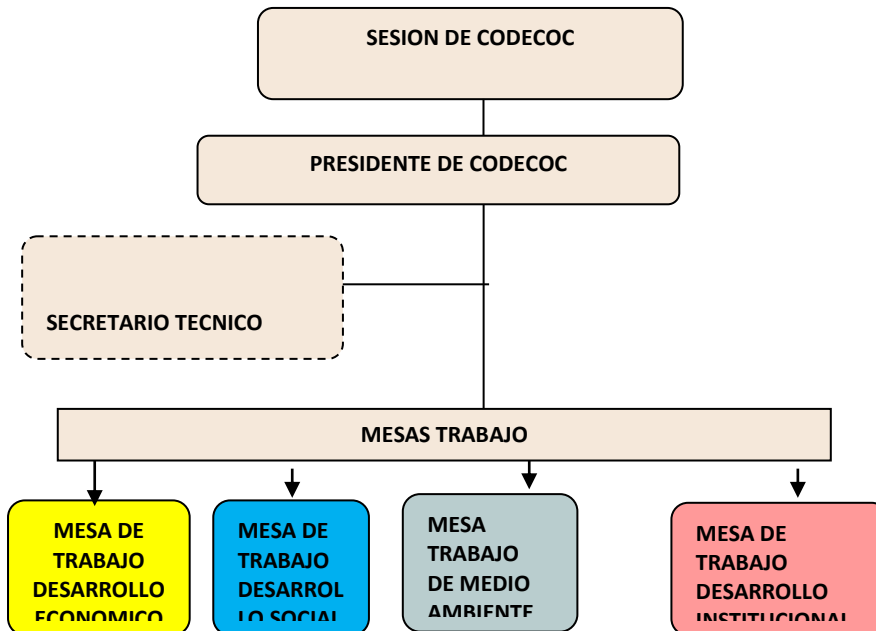 SESION DE CODECOC
PRESIDENTE DE CODECOC
SECRETARIO TECNICO
MESAS TRABAJO
MESA DE
TRABAJO
DESARROLLO
ECONOMICO
MESA DE
TRABAJO
DESARROL
LO SOCIAL
MESA
TRABAJO
DE MEDIO
AMBIENTE
MESA DE
TRABAJO
DESARROLLO
INSTITUCIONAL